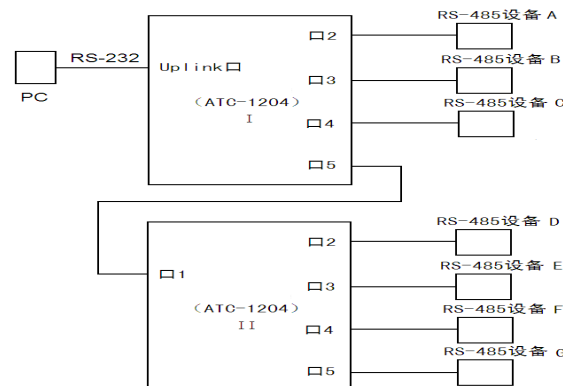 RS-485设备 A
口2
RS-232
Uplink口
RS-485设备 B
口3
PC
(ATC-1204)
I
RS-485设备 C
口4
口5
RS-485设备 D
口2
口1
RS-485设备 E
口3
(ATC-1204)
II
RS-485设备 F
口4
RS-485设备 G
口5